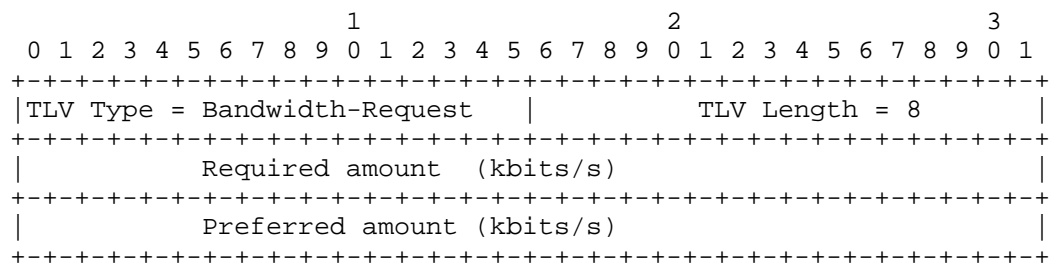 1                   2                   3
 0 1 2 3 4 5 6 7 8 9 0 1 2 3 4 5 6 7 8 9 0 1 2 3 4 5 6 7 8 9 0 1
+-+-+-+-+-+-+-+-+-+-+-+-+-+-+-+-+-+-+-+-+-+-+-+-+-+-+-+-+-+-+-+-+
|TLV Type = Bandwidth-Request   |          TLV Length = 8       |
+-+-+-+-+-+-+-+-+-+-+-+-+-+-+-+-+-+-+-+-+-+-+-+-+-+-+-+-+-+-+-+-+
|           Required amount  (kbits/s)                          |
+-+-+-+-+-+-+-+-+-+-+-+-+-+-+-+-+-+-+-+-+-+-+-+-+-+-+-+-+-+-+-+-+
|           Preferred amount (kbits/s)                          |
+-+-+-+-+-+-+-+-+-+-+-+-+-+-+-+-+-+-+-+-+-+-+-+-+-+-+-+-+-+-+-+-+